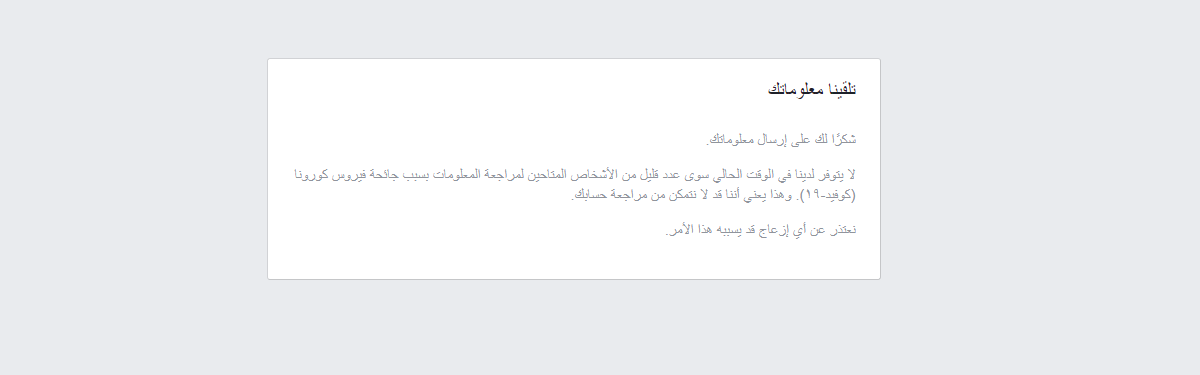 تلقينا معلوماتك
شكرًا لك على إرسال معلوماتك.
لا يتوفر لدينا في الوقت الحالي سوى عدد قليل من الأشخاص المتاحين لمراجعة المعلومات بسبب جائحة فيروس كورونا
(كوفيد-١٩). وهذا يعني أننا قد لا نتمكن من مراجعة حسابك.
نعتذر عن أي إزعاج قد يسببه هذا الأمر.